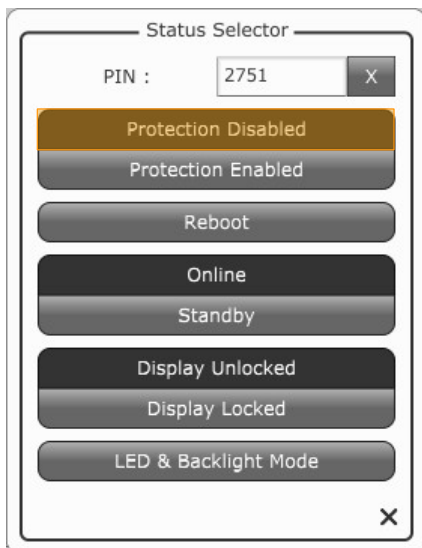 Status Selector
PIN : 2751 X
Protection Disabled
Protection Enabled
Reboot
Online
Standby
Display Unlocked
Display Locked
LED & Backlight Mode